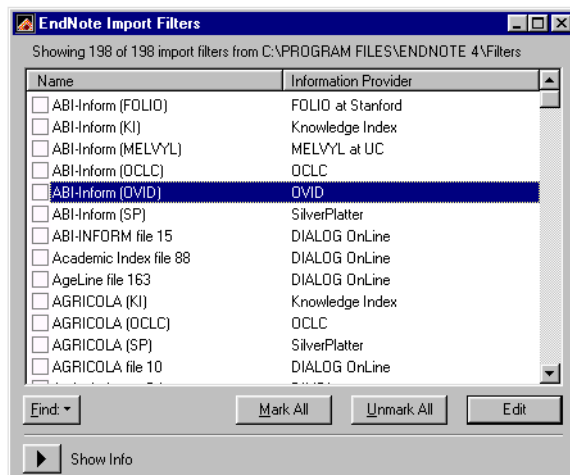 EndNote Import Filters
Showing 198 of 198 import filters from C:\PROGRAM FILES\ENDNOTE 4\Filters
Name Information Provider
ABI-Inform (FOLIO) FOLIO at Stanford
ABI-Inform (KI) Knowledge Index
ABI-Inform (MELVYL) MELVYL at UC
ABI-Inform (OCLC) OCLC
ABI-Inform (OVID) OVID
ABI-Inform (SP) SilverPlatter
ABI-INFORM file 15 DIALOG OnLine
Academic Index file 88 DIALOG OnLine
AgeLine file 163 DIALOG OnLine
AGRICOLA (KI) Knowledge Index
AGRICOLA (OCLC) OCLC
AGRICOLA (SP) SilverPlatter
AGRICOLA file 10 DIALOG OnLine
Find: Mark All Unmark All Edit
Show Info